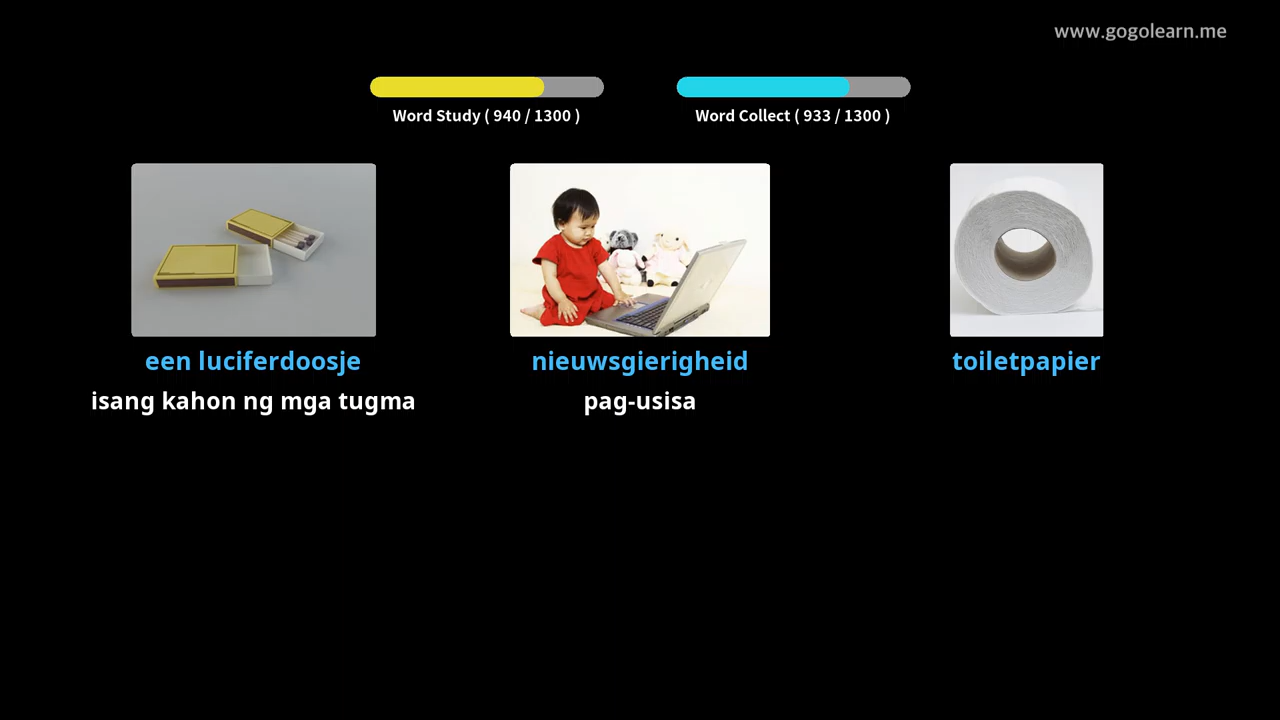 www.gogolearn.me
Word Study ( 940 / 1300 )
Word Collect ( 933 / 1300 )
een luciferdoosje
nieuwsgierigheid
toiletpapier
isang kahon ng mga tugma
pag-usisa